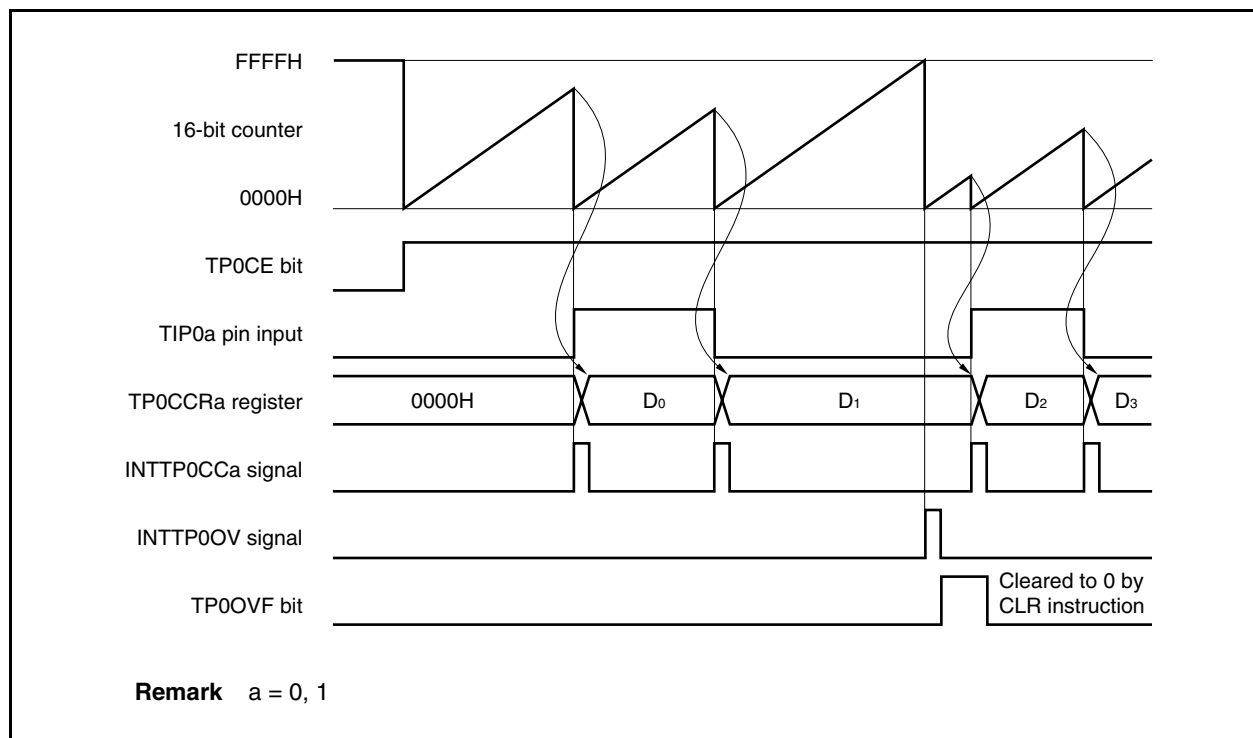 FFFFH
16-bit counter
0000H
TP0CE bit
TIP0a pin input
TP0CCRa register
0000H D0 D1 D2 D3
INTTP0CCa signal
INTTP0OV signal
TP0OVF bit
Cleared to 0 by
CLR instruction
Remark a = 0, 1